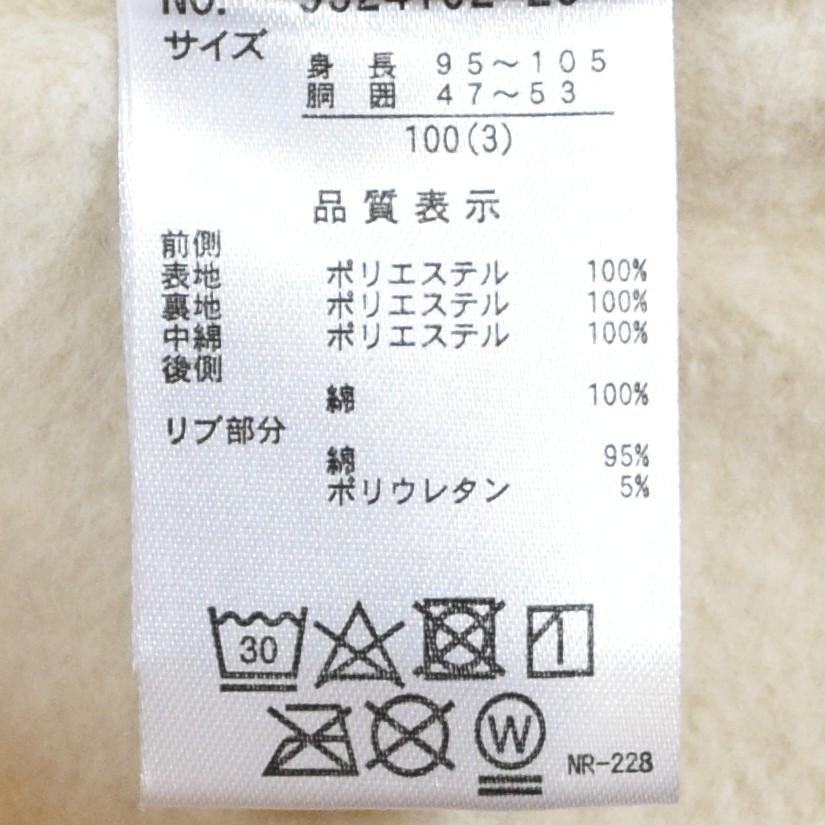 サイズ
身長 95～105
胴囲 47～53
100(3)
品質表示
前側
表地 ポリエステル 100%
裏地 ポリエステル 100%
中綿 ポリエステル 100%
後側
綿 100%
リブ部分
綿 95%
ポリウレタン 5%
30
W
NR-228